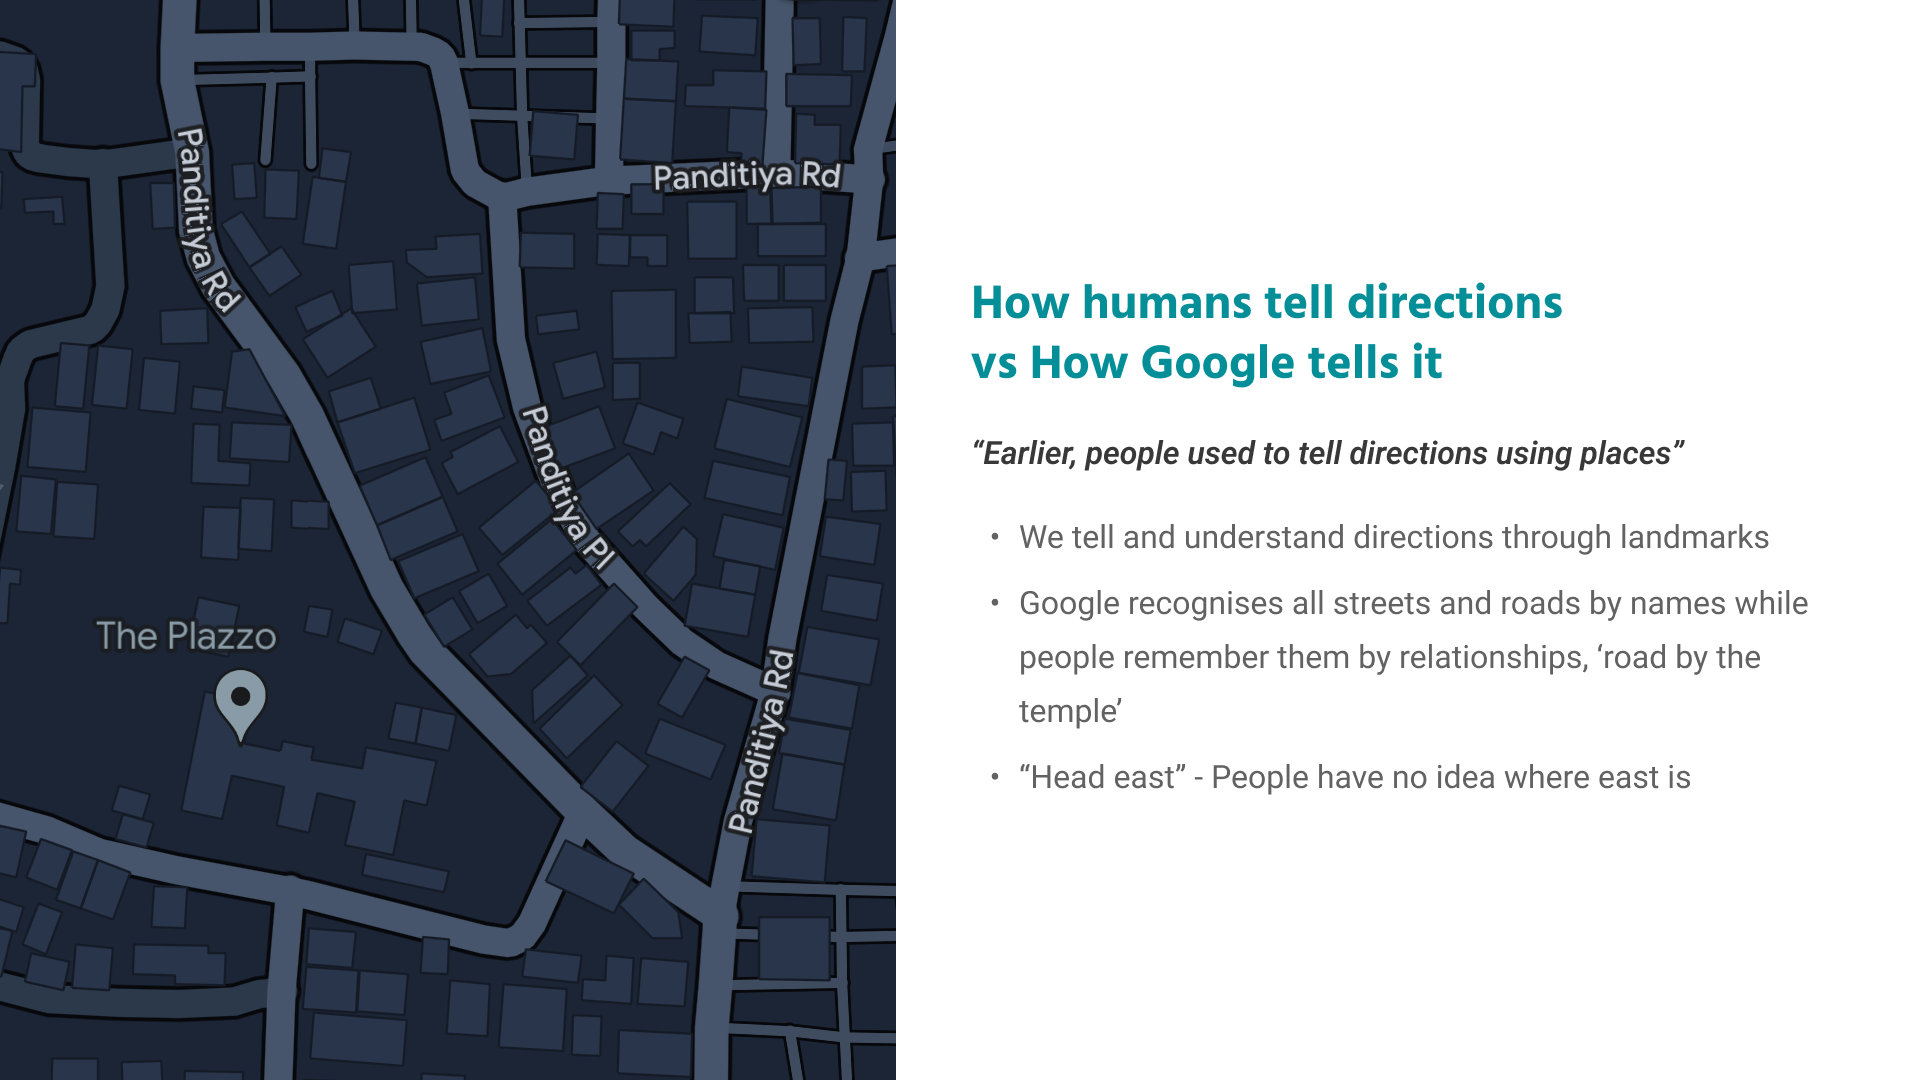 Panditiya Rd
Panditiya Rd
Panditiya Pl
The Plazzo
Panditiya Rd
How humans tell directions
vs How Google tells it
“Earlier, people used to tell directions using places”
• We tell and understand directions through landmarks
• Google recognises all streets and roads by names while
people remember them by relationships, ‘road by the
temple’
• “Head east” - People have no idea where east is